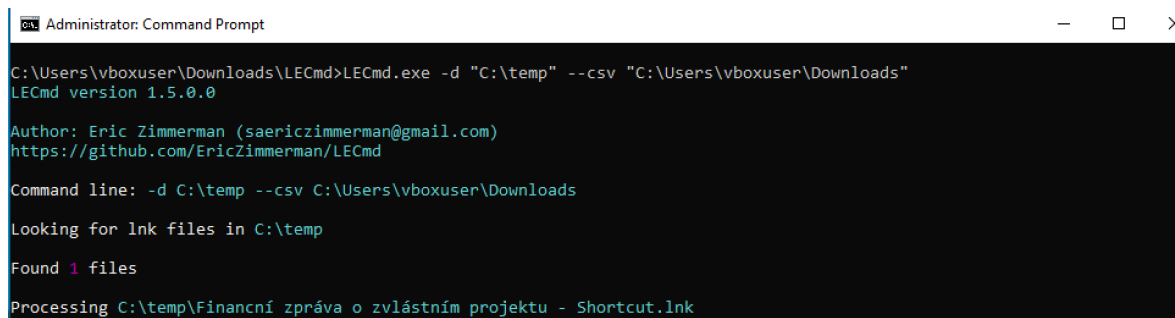 Administrator: Command Prompt
C:\Users\vboxuser\Downloads\LECmd>LECmd.exe -d "C:\temp" --csv "C:\Users\vboxuser\Downloads"
LECmd version 1.5.0.0
Author: Eric Zimmerman (saericzimmerman@gmail.com)
https://github.com/EricZimmerman/LECmd
Command line: -d C:\temp --csv C:\Users\vboxuser\Downloads
Looking for lnk files in C:\temp
Found 1 files
Processing C:\temp\Financní zpráva o zvlástním projektu - Shortcut.lnk